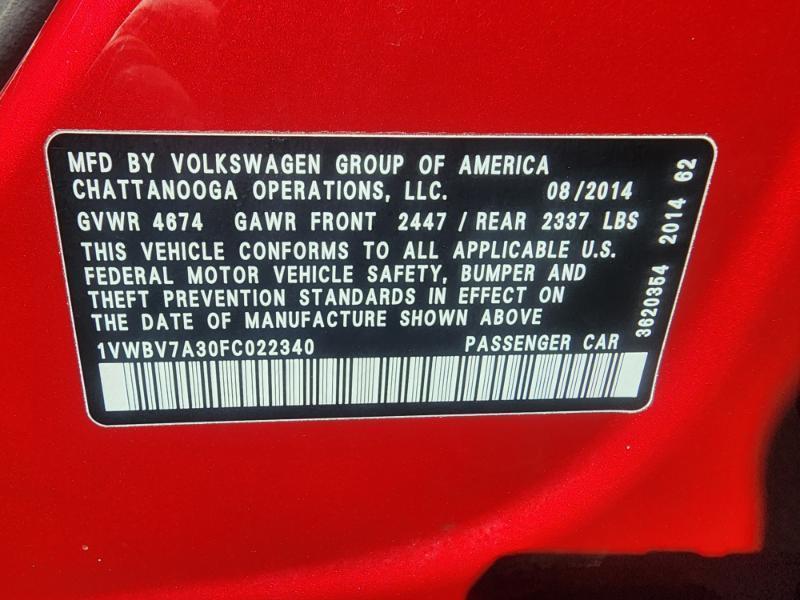 MFD BY VOLKSWAGEN GROUP OF AMERICA
CHATTANOOGA OPERATIONS, LLC. 08/2014
GVWR 4674 GAWR FRONT 2447 / REAR 2337 LBS
THIS VEHICLE CONFORMS TO ALL APPLICABLE U.S.
FEDERAL MOTOR VEHICLE SAFETY, BUMPER AND
THEFT PREVENTION STANDARDS IN EFFECT ON
THE DATE OF MANUFACTURE SHOWN ABOVE
1VWBV7A30FC022340 PASSENGER CAR
3620354 2014 62